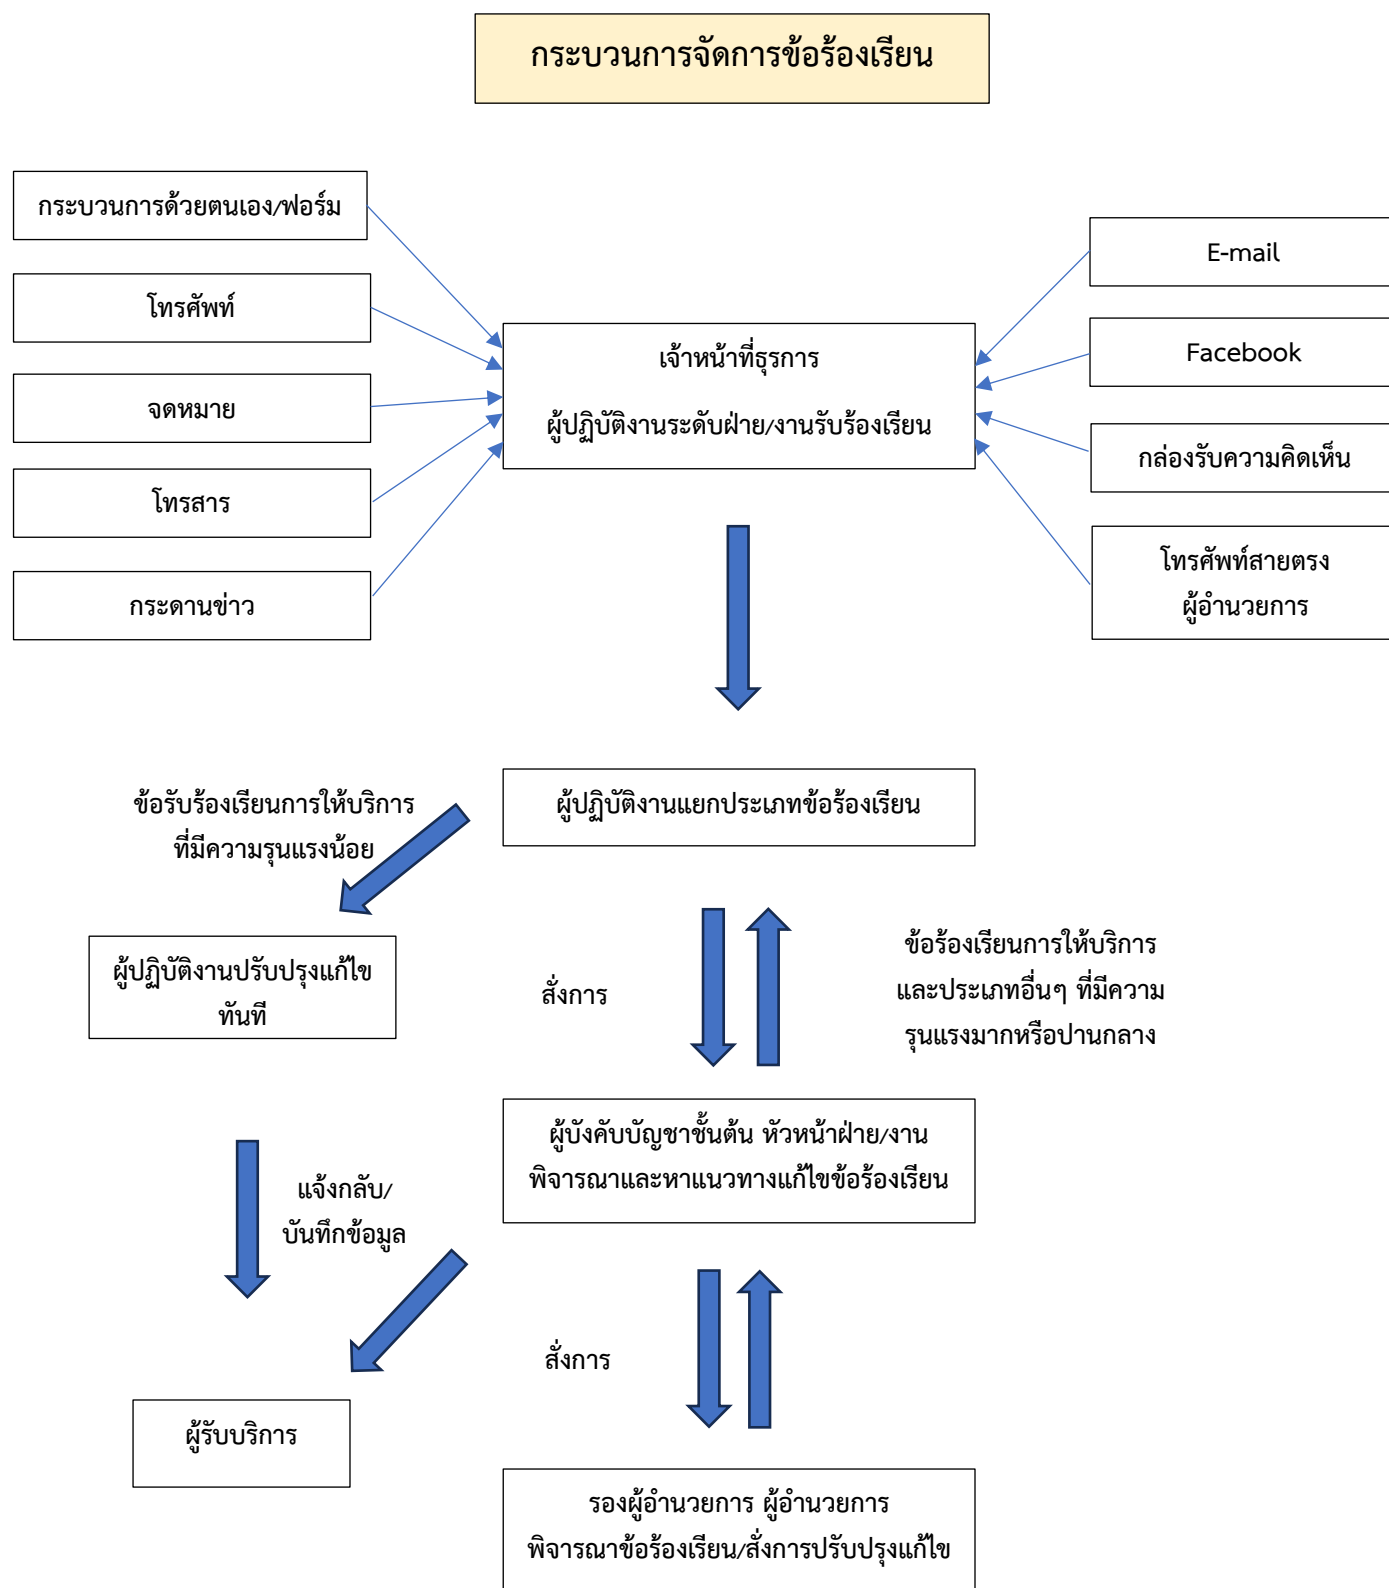 กระบวนการจัดการข้อร้องเรียน
กระบวนการด้วยตนเอง/ฟอร์ม
โทรศัพท์
จดหมาย
โทรสาร
กระดานข่าว
เจ้าหน้าที่ธุรการ
ผู้ปฏิบัติงานระดับฝ่าย/งานรับร้องเรียน
E-mail
Facebook
กล่องรับความคิดเห็น
โทรศัพท์สายตรง
ผู้อำนวยการ
ผู้ปฏิบัติงานแยกประเภทข้อร้องเรียน
ข้อรับร้องเรียนการให้บริการ
ที่มีความรุนแรงน้อย
ผู้ปฏิบัติงานปรับปรุงแก้ไข
ทันที
สั่งการ
ข้อร้องเรียนการให้บริการ
และประเภทอื่นๆ ที่มีความ
รุนแรงมากหรือปานกลาง
ผู้บังคับบัญชาชั้นต้น หัวหน้าฝ่าย/งาน
พิจารณาและหาแนวทางแก้ไขข้อร้องเรียน
แจ้งกลับ/
บันทึกข้อมูล
สั่งการ
ผู้รับบริการ
รองผู้อำนวยการ ผู้อำนวยการ
พิจารณาข้อร้องเรียน/สั่งการปรับปรุงแก้ไข